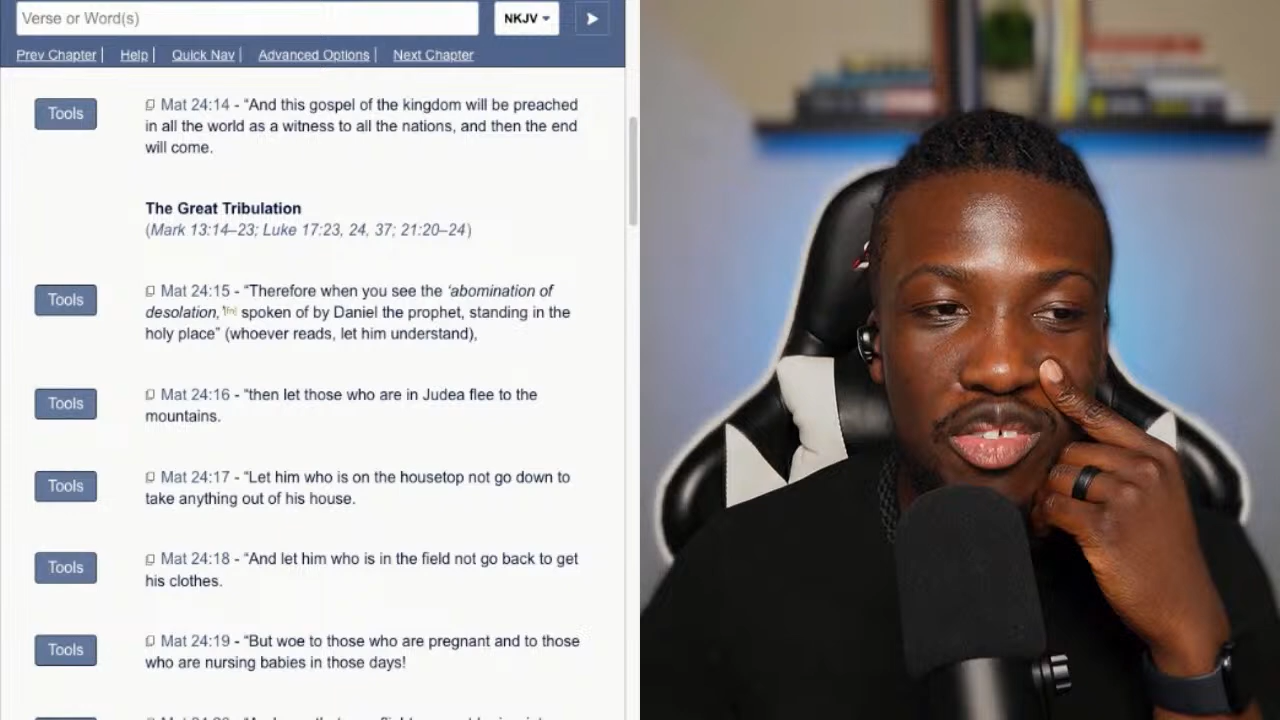 Verse or Word(s)
NKJV
Prev Chapter | Help | Quick Nav | Advanced Options | Next Chapter
Tools
Mat 24:14 - “And this gospel of the kingdom will be preached
in all the world as a witness to all the nations, and then the end
will come.
The Great Tribulation
(Mark 13:14–23; Luke 17:23, 24, 37; 21:20–24)
Tools
Mat 24:15 - “Therefore when you see the ‘abomination of
desolation,’ [fn] spoken of by Daniel the prophet, standing in the
holy place” (whoever reads, let him understand),
Tools
Mat 24:16 - “then let those who are in Judea flee to the
mountains.
Tools
Mat 24:17 - “Let him who is on the housetop not go down to
take anything out of his house.
Tools
Mat 24:18 - “And let him who is in the field not go back to get
his clothes.
Tools
Mat 24:19 - “But woe to those who are pregnant and to those
who are nursing babies in those days!